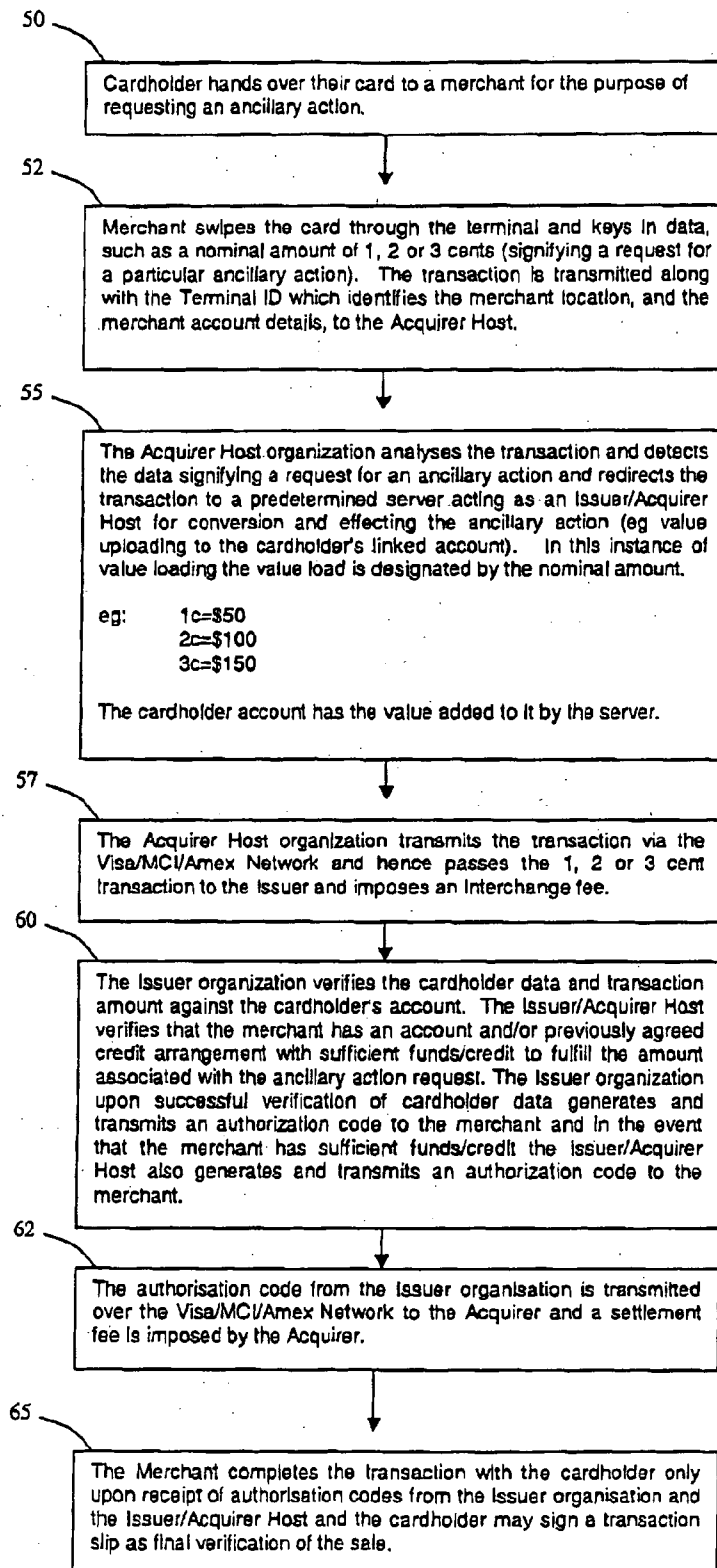 50
Cardholder hands over their card to a merchant for the purpose of
requesting an ancillary action.
52
Merchant swipes the card through the terminal and keys in data,
such as a nominal amount of 1, 2 or 3 cents (signifying a request for
a particular ancillary action). The transaction is transmitted along
with the Terminal ID which identifies the merchant location, and the
merchant account details, to the Acquirer Host.
55
The Acquirer Host organization analyses the transaction and detects
the data signifying a request for an ancillary action and redirects the
transaction to a predetermined server acting as an Issuer/Acquirer
Host for conversion and effecting the ancillary action (eg value
uploading to the cardholder's linked account). In this instance of
value loading the value load is designated by the nominal amount.
eg: 1c=$50
2c=$100
3c=$150
The cardholder account has the value added to it by the server.
57
The Acquirer Host organization transmits the transaction via the
Visa/MCI/Amex Network and hence passes the 1, 2 or 3 cent
transaction to the Issuer and imposes an Interchange fee.
60
The Issuer organization verifies the cardholder data and transaction
amount against the cardholder's account. The Issuer/Acquirer Host
verifies that the merchant has an account and/or previously agreed
credit arrangement with sufficient funds/credit to fulfill the amount
associated with the ancillary action request. The Issuer organization
upon successful verification of cardholder data generates and
transmits an authorization code to the merchant and in the event
that the merchant has sufficient funds/credit the Issuer/Acquirer
Host also generates and transmits an authorization code to the
merchant.
62
The authorisation code from the Issuer organisation is transmitted
over the Visa/MCI/Amex Network to the Acquirer and a settlement
fee is imposed by the Acquirer.
65
The Merchant completes the transaction with the cardholder only
upon receipt of authorisation codes from the Issuer organisation and
the Issuer/Acquirer Host and the cardholder may sign a transaction
slip as final verification of the sale.